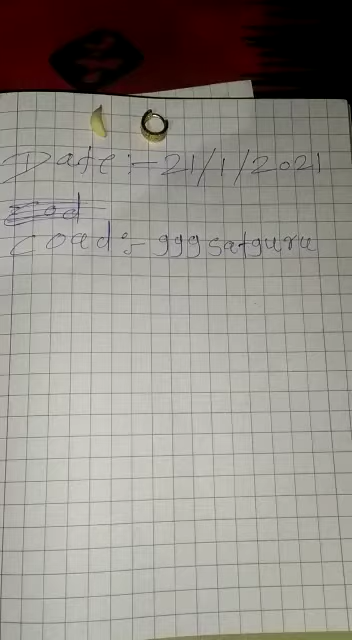 Date :- 21/1/2021
Cod
Coad :- 999satguru